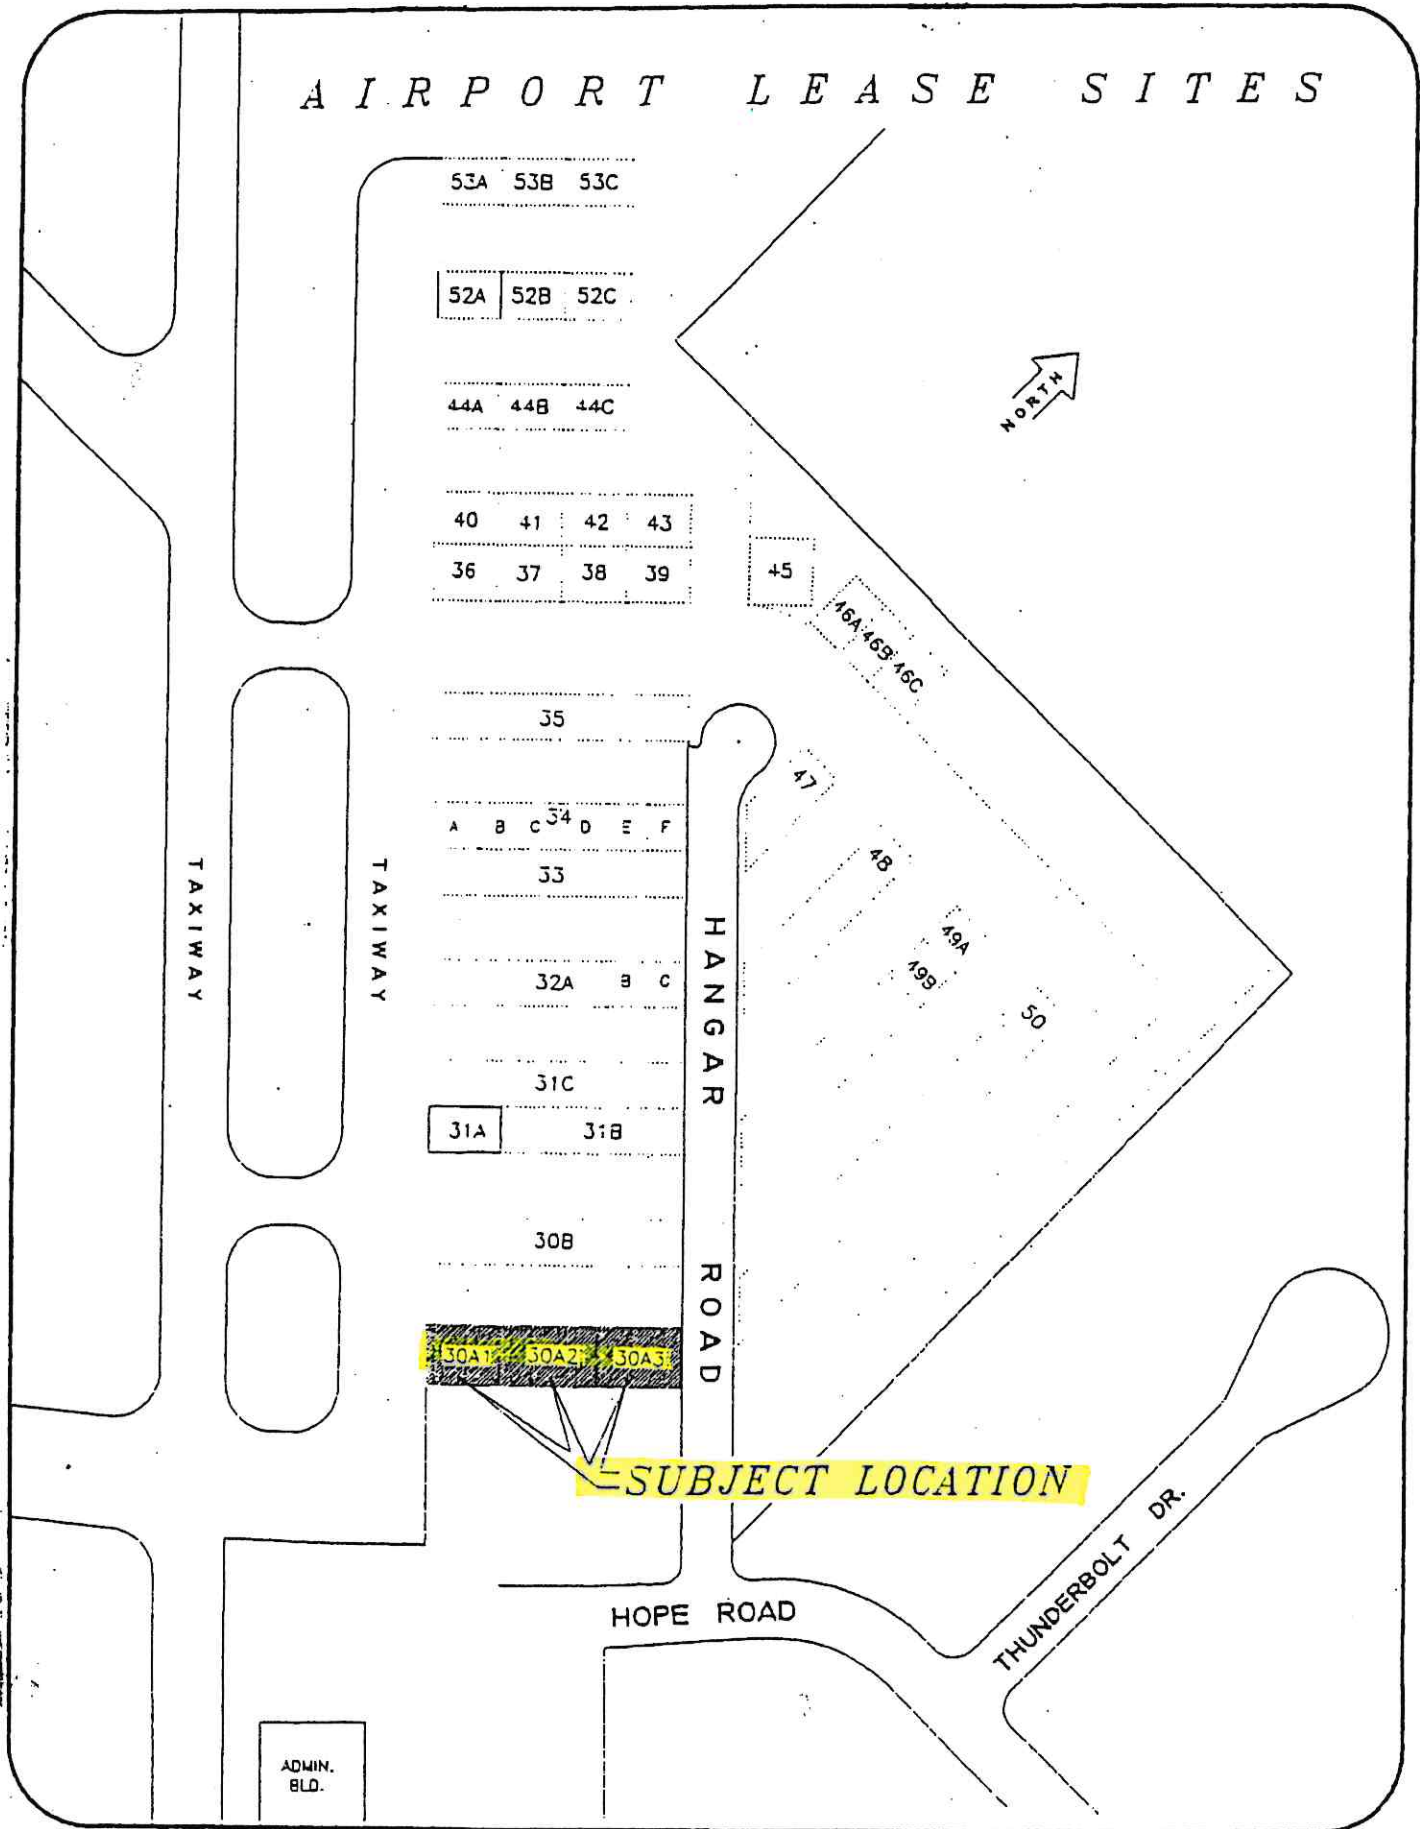 AIRPORT LEASE SITES
53A 53B 53C
52A 52B 52C
NORTH
44A 44B 44C
40 41 42 43
36 37 38 39
45
46A 46B 46C
35
47
34
A B C D E F
48
33
TAXIWAY
TAXIWAY
HANGAR ROAD
49A
49B
32A B C
50
31C
31A 31B
30B
30A1 30A2 30A3
SUBJECT LOCATION
THUNDERBOLT DR.
HOPE ROAD
ADMIN.
BLD.